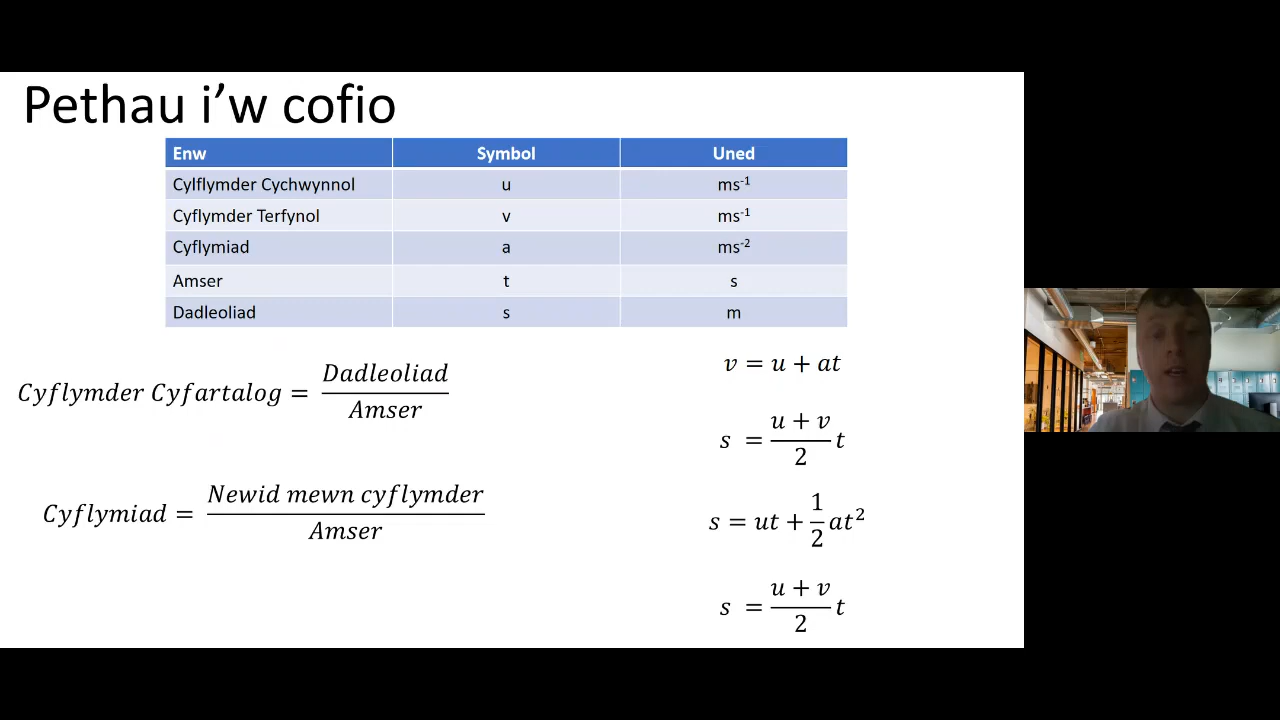 Pethau i'w cofio
Enw Symbol Uned
Cylflymder Cychwynnol u ms⁻¹
Cyflymder Terfynol v ms⁻¹
Cyflymiad a ms⁻²
Amser t s
Dadleoliad s m
Cyflymder Cyfartalog = Dadleoliad / Amser
Cyflymiad = Newid mewn cyflymder / Amser
v = u + at
s = (u + v)/2 t
s = ut + 1/2 at²
s = (u + v)/2 t